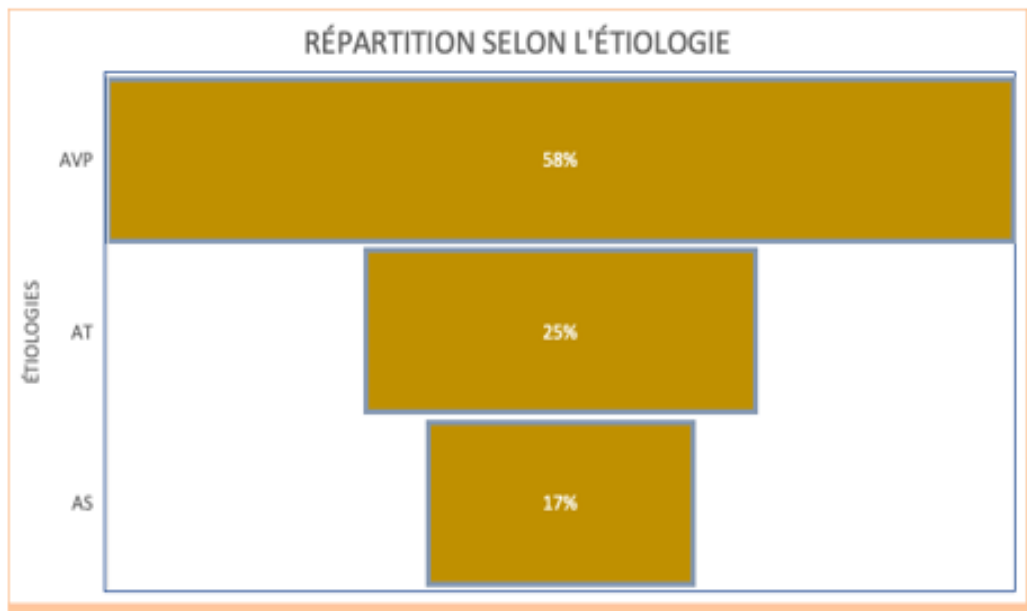 RÉPARTITION SELON L'ÉTIOLOGIE
ÉTIOLOGIES
AVP
58%
AT
25%
AS
17%